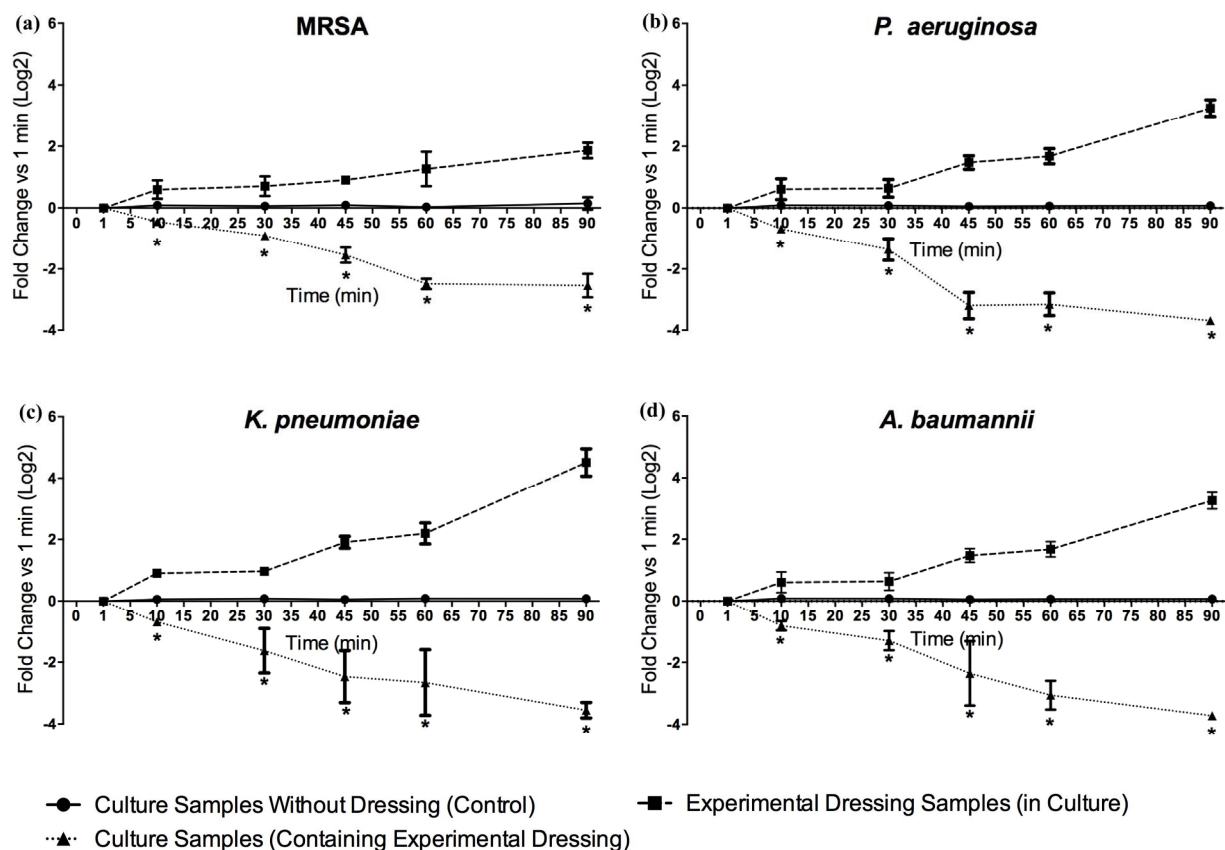 (a) MRSA
Fold Change vs 1 min (Log2)
6
4
2
0
-2
-4
0 1 10 15 20 25 30 35 40 45 50 55 60 65 70 75 80 85 90
Time (min)
* * * * *
(b) P. aeruginosa
Fold Change vs 1 min (Log2)
6
4
2
0
-2
-4
0 1 10 15 20 25 30 35 40 45 50 55 60 65 70 75 80 85 90
Time (min)
* * * * *
(c) K. pneumoniae
Fold Change vs 1 min (Log2)
6
4
2
0
-2
-4
0 1 10 15 20 25 30 35 40 45 50 55 60 65 70 75 80 85 90
Time (min)
* * * * *
(d) A. baumannii
Fold Change vs 1 min (Log2)
6
4
2
0
-2
-4
0 1 10 15 20 25 30 35 40 45 50 55 60 65 70 75 80 85 90
Time (min)
* * * * *
Culture Samples Without Dressing (Control)
Experimental Dressing Samples (in Culture)
Culture Samples (Containing Experimental Dressing)